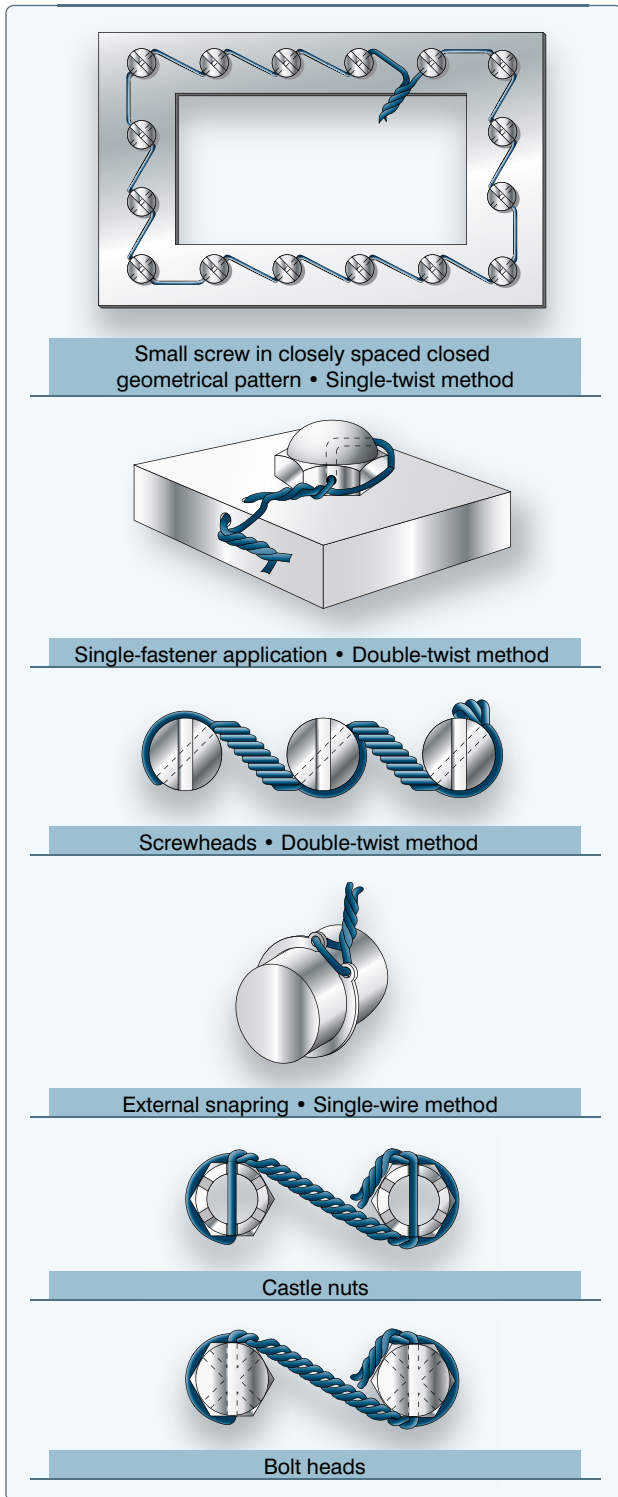 Small screw in closely spaced closed
geometrical pattern • Single-twist method
Single-fastener application • Double-twist method
Screwheads • Double-twist method
External snapring • Single-wire method
Castle nuts
Bolt heads